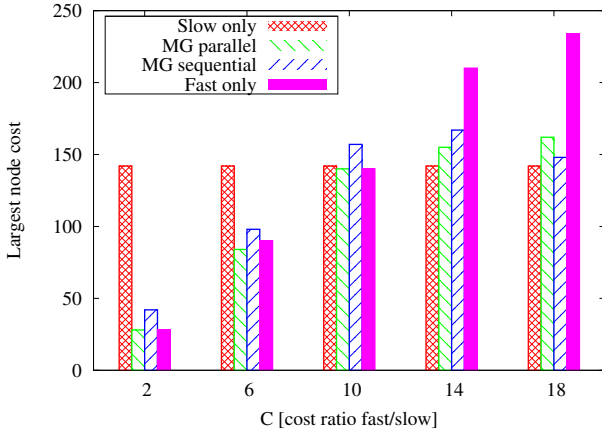 250
200
150
100
50
0
Largest node cost
Slow only
MG parallel
MG sequential
Fast only
2 6 10 14 18
C [cost ratio fast/slow]